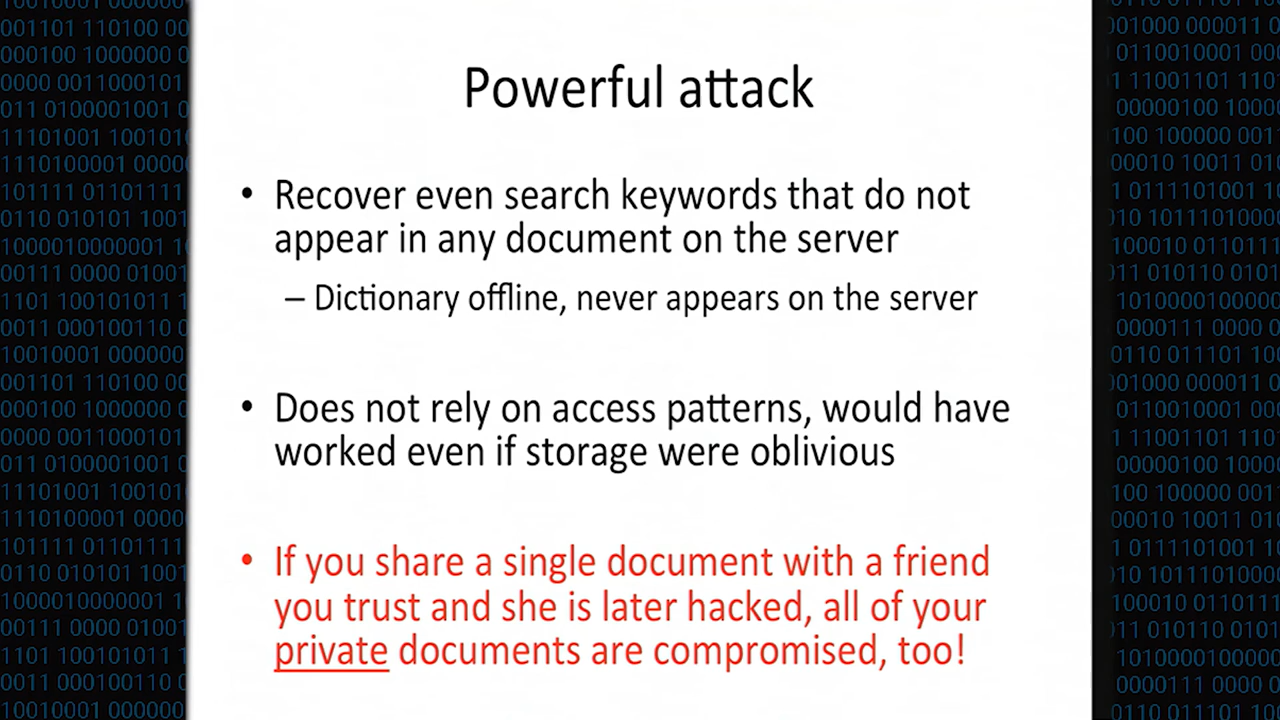 Powerful attack
• Recover even search keywords that do not
appear in any document on the server
– Dictionary offline, never appears on the server
• Does not rely on access patterns, would have
worked even if storage were oblivious
• If you share a single document with a friend
you trust and she is later hacked, all of your
private documents are compromised, too!